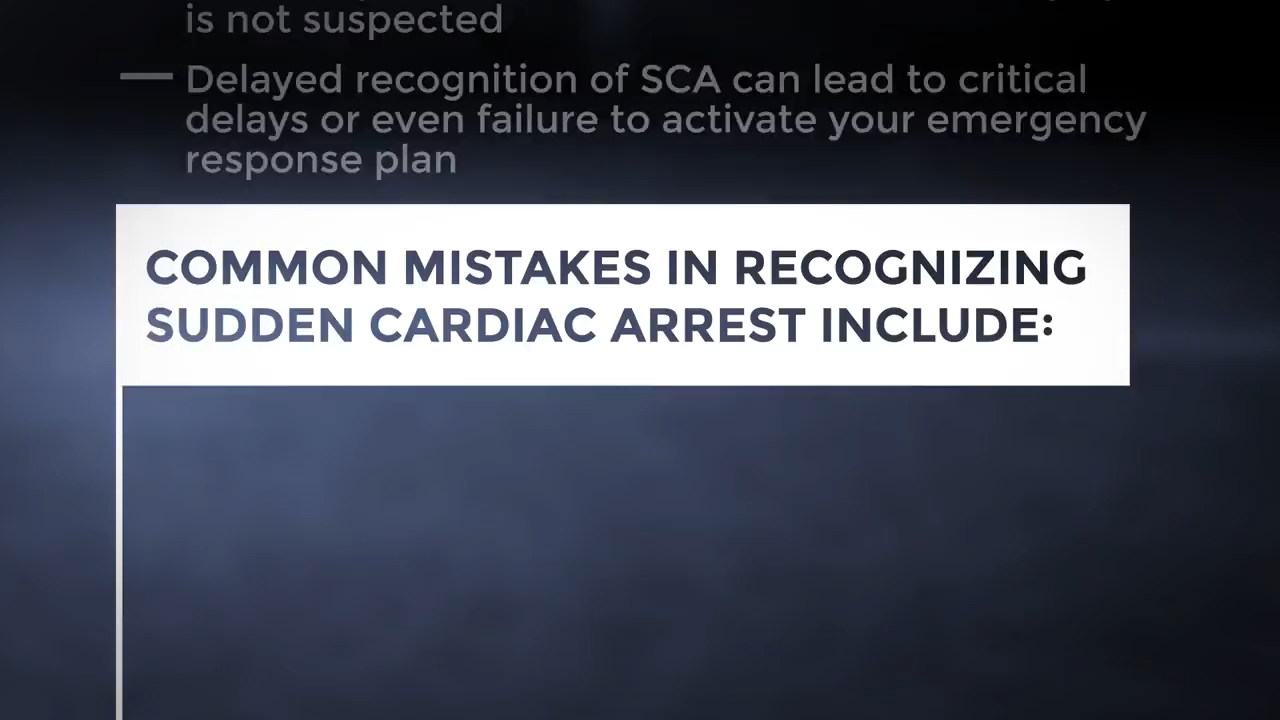 is not suspected
Delayed recognition of SCA can lead to critical
delays or even failure to activate your emergency
response plan
COMMON MISTAKES IN RECOGNIZING
SUDDEN CARDIAC ARREST INCLUDE: